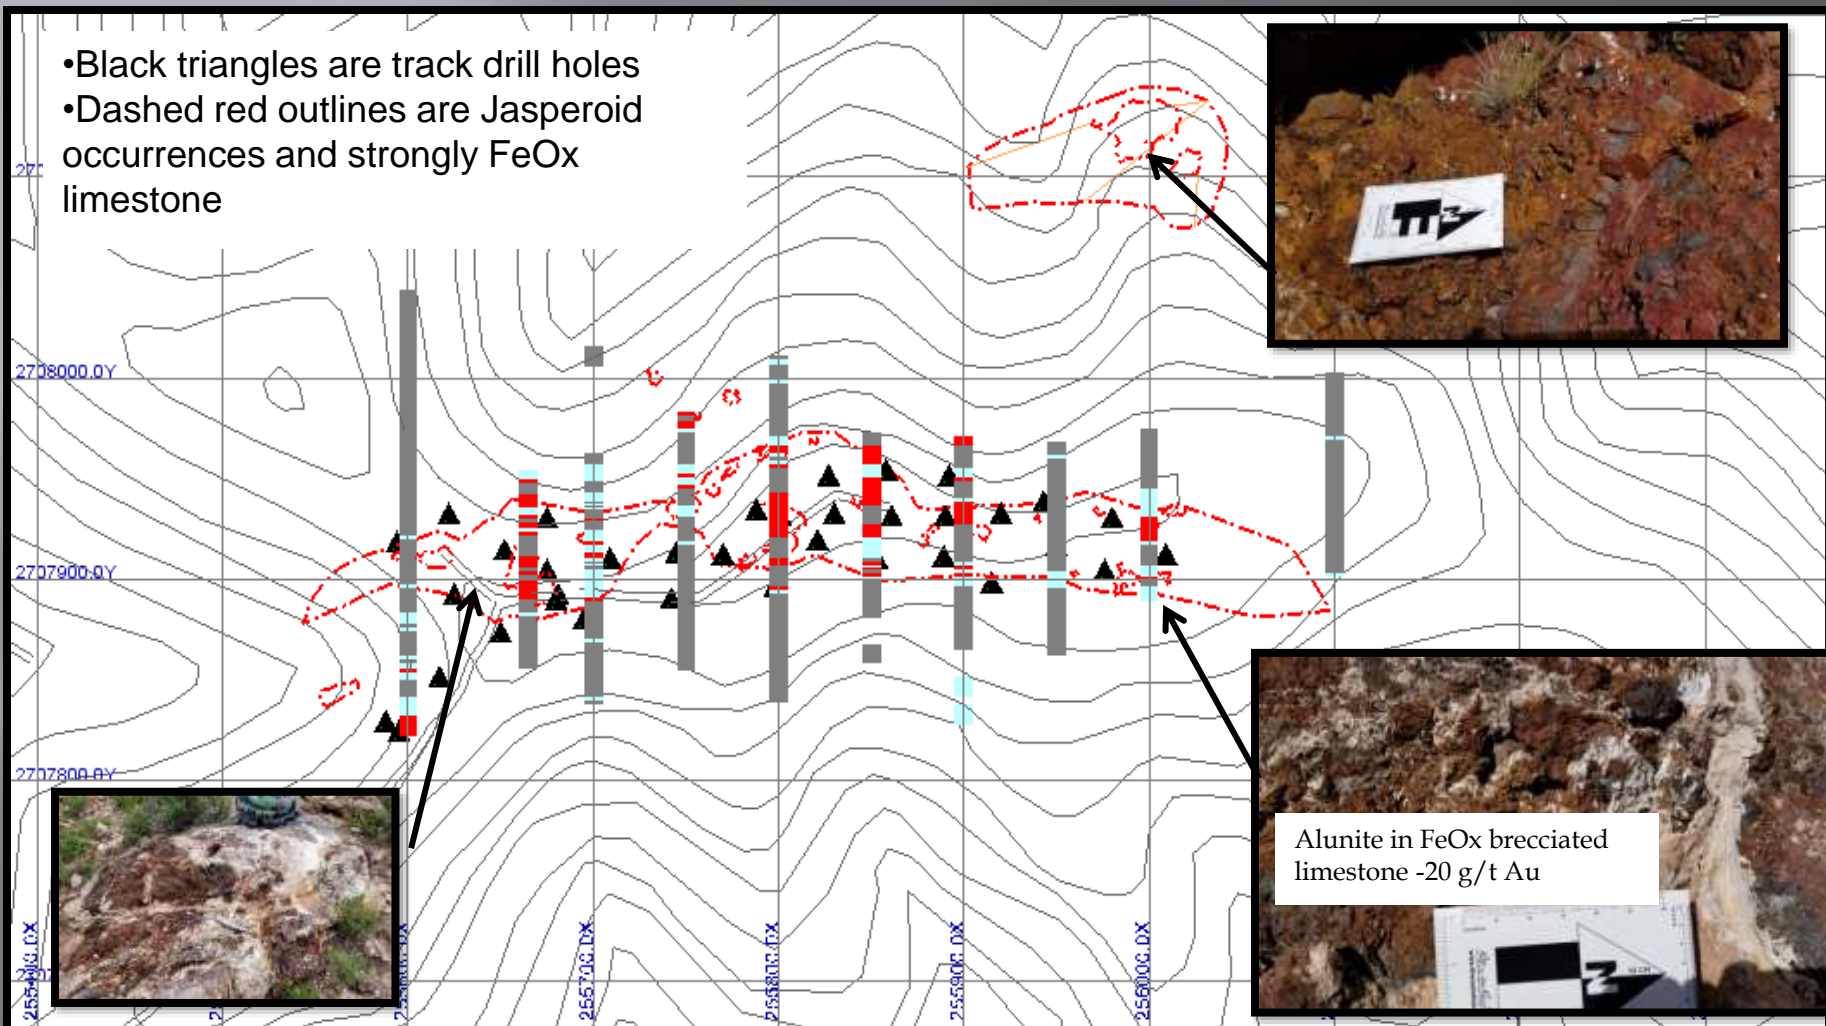 •Black triangles are track drill holes
•Dashed red outlines are Jasperoid
occurrences and strongly FeOx
limestone
2708000.0Y
2707900.0Y
2707800.0Y
Alunite in FeOx brecciated
limestone -20 g/t Au
255700.0X
255800.0X
255900.0X
256000.0X